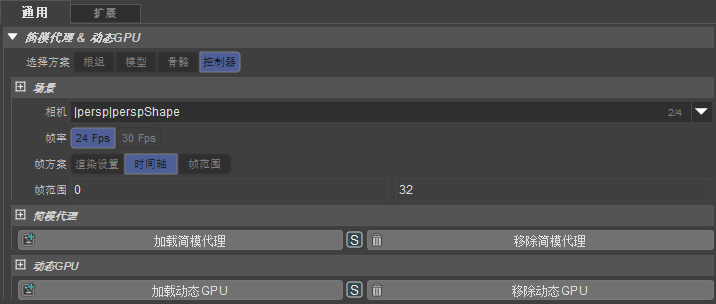 通用 扩展
简模代理 & 动态GPU
选择方案 根组 模型 骨骼 控制器
场景
相机 |persp|perspShape 2/4
帧率 24 Fps 30 Fps
帧方案 渲染设置 时间轴 帧范围
帧范围 0 32
简模代理
加载简模代理 S 移除简模代理
动态GPU
加载动态GPU S 移除动态GPU